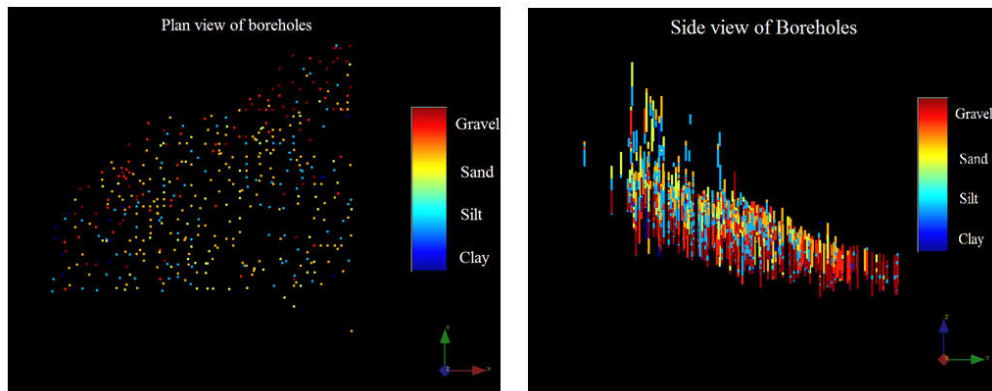 Plan view of boreholes
Gravel
Sand
Silt
Clay
Y
Z
X
Side view of Boreholes
Gravel
Sand
Silt
Clay
Z
Y